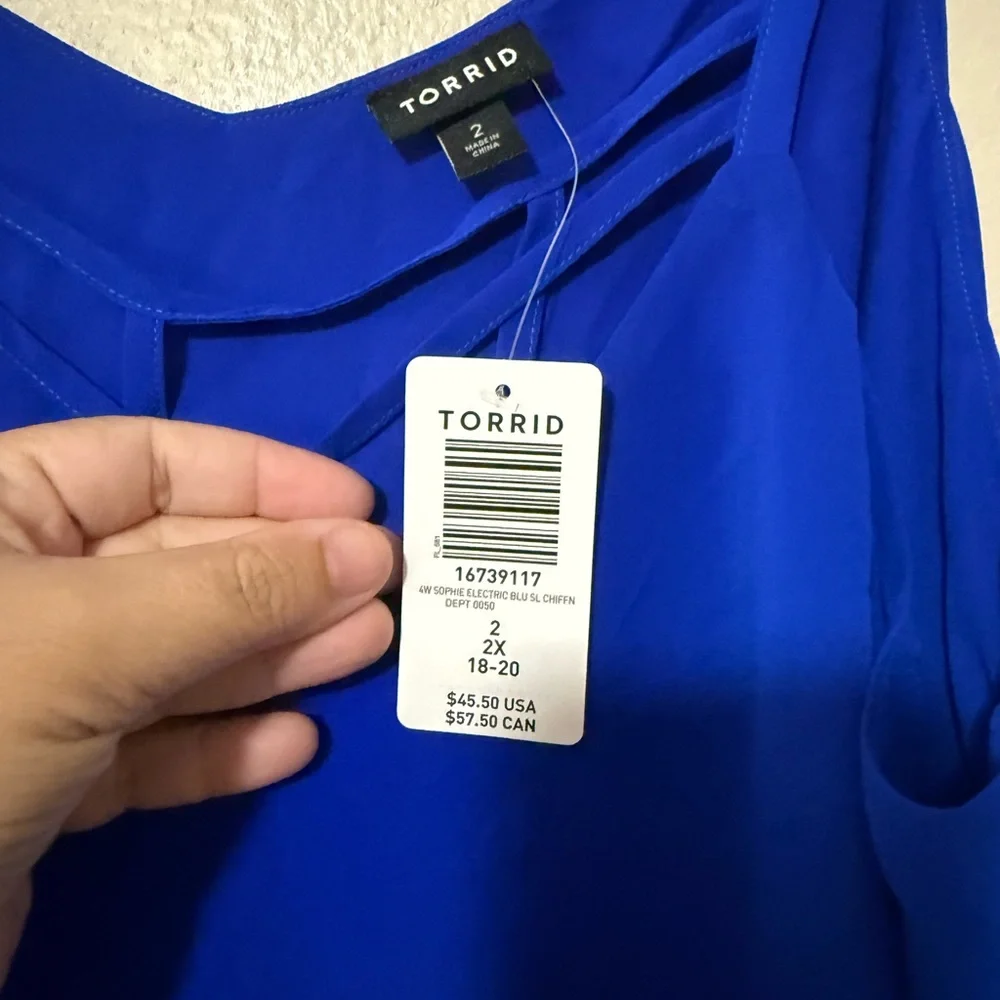 TORRID
2
MADE IN
CHINA
TORRID
FL_SB1
16739117
4W SOPHIE ELECTRIC BLU SL CHIFFN
DEPT 0050
2
2X
18-20
$45.50 USA
$57.50 CAN